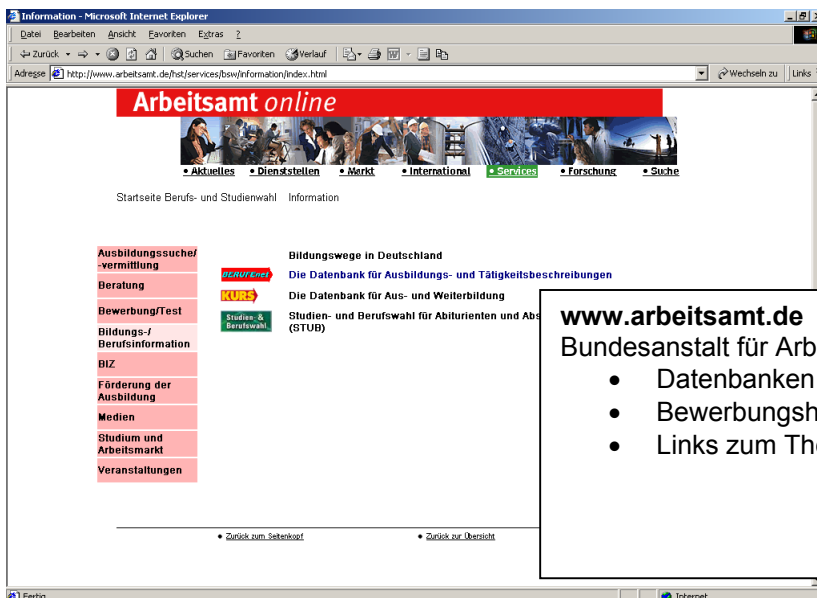 Information - Microsoft Internet Explorer
Datei Bearbeiten Ansicht Favoriten Extras ?
Zurück Suchen Favoriten Verlauf
Adresse http://www.arbeitsamt.de/hst/services/bsw/information/index.html Wechseln zu Links
Arbeitsamt online
• Aktuelles • Dienststellen • Markt • International • Services • Forschung • Suche
Startseite Berufs- und Studienwahl Information
Ausbildungssuche/
-vermittlung
Beratung
Bewerbung/Test
Bildungs-/
Berufsinformation
BIZ
Förderung der
Ausbildung
Medien
Studium und
Arbeitsmarkt
Veranstaltungen
Bildungswege in Deutschland
BERUFEnet Die Datenbank für Ausbildungs- und Tätigkeitsbeschreibungen
KURS Die Datenbank für Aus- und Weiterbildung
Studien- &
Berufswahl
Studien- und Berufswahl für Abiturienten und Abs
(STUB)
www.arbeitsamt.de
Bundesanstalt für Arb
• Datenbanken
• Bewerbungsh
• Links zum The
• Zurück zum Seitenkopf • Zurück zur Übersicht
Fertig Internet